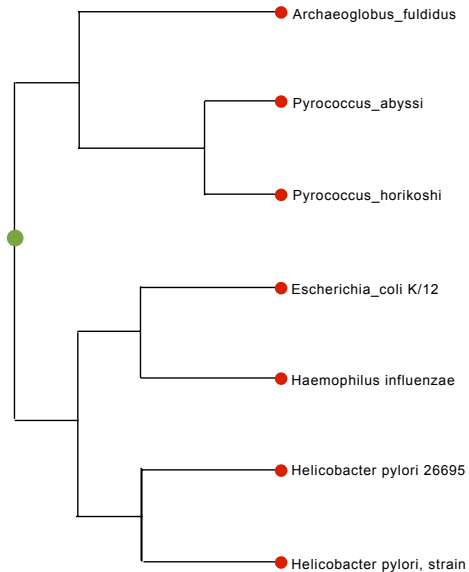 Archaeoglobus_fuldidus
Pyrococcus_abyssi
Pyrococcus_horikoshi
Escherichia_coli K/12
Haemophilus influenzae
Helicobacter pylori 26695
Helicobacter pylori, strain